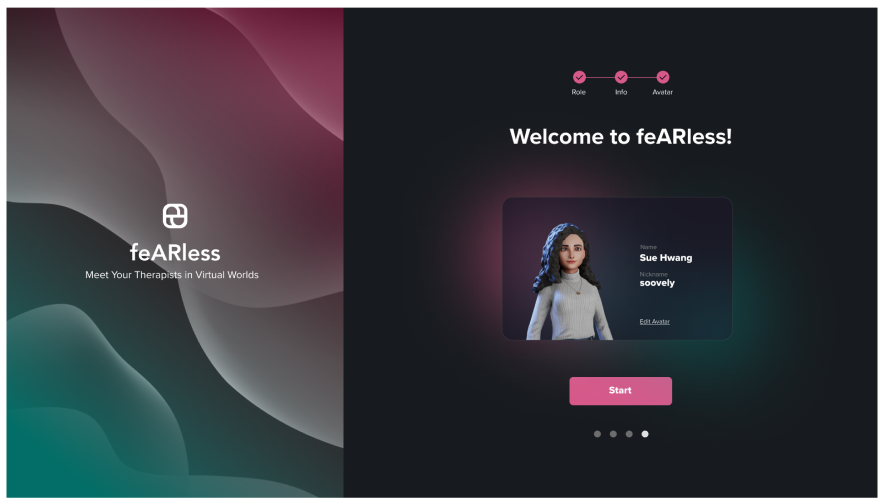 feARless
Meet Your Therapists in Virtual Worlds
Role
Info
Avatar
Welcome to feARless!
Name
Sue Hwang
Nickname
soovely
Edit Avatar
Start